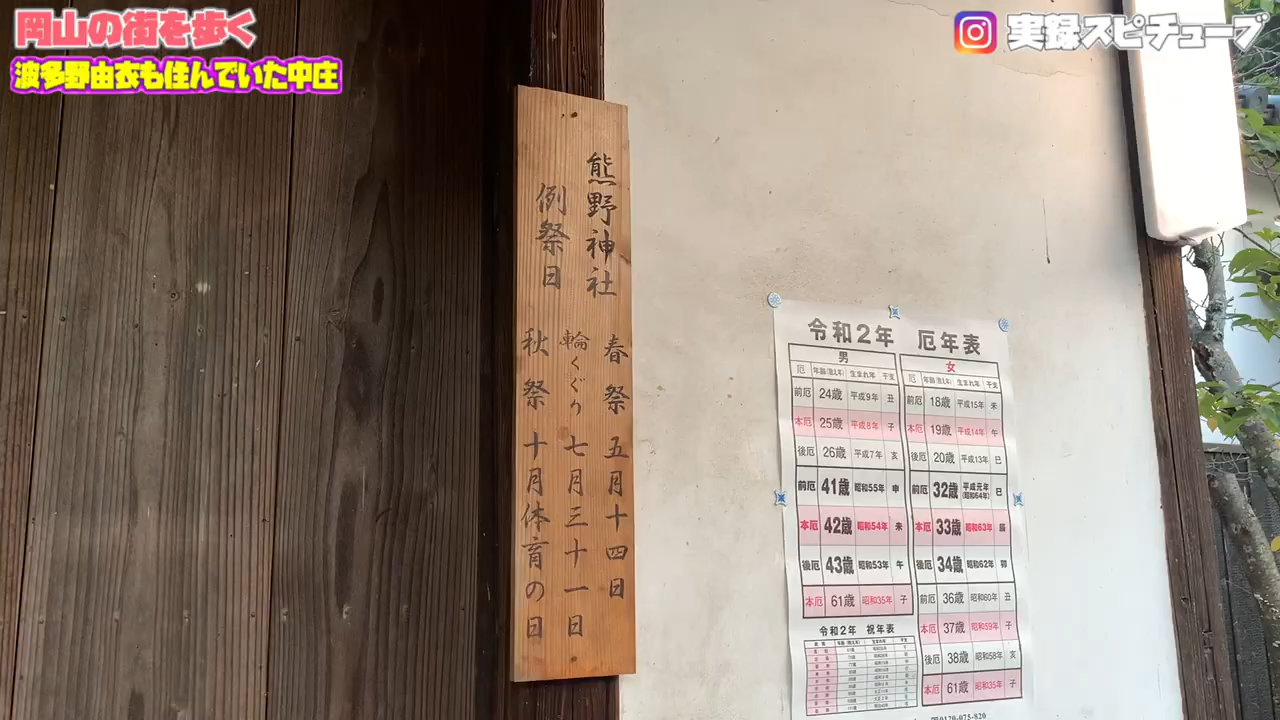 岡山の街を歩く
波多野由衣も住んでいた中庄
実録スピチューブ
熊野神社
例祭日
春祭 五月十四日
輪くぐり 七月三十一日
秋祭 十月体育の日
令和2年 厄年表
男
厄 年齢(数え年) 生まれ年 干支
前厄 24歳 平成9年 丑
本厄 25歳 平成8年 子
後厄 26歳 平成7年 亥
前厄 41歳 昭和55年 申
本厄 42歳 昭和54年 未
後厄 43歳 昭和53年 午
本厄 61歳 昭和35年 子
女
厄 年齢(数え年) 生まれ年 干支
前厄 18歳 平成15年 未
本厄 19歳 平成14年 午
後厄 20歳 平成13年 巳
前厄 32歳 平成元年(昭和64年) 巳
本厄 33歳 昭和63年 辰
後厄 34歳 昭和62年 卯
前厄 36歳 昭和60年 丑
本厄 37歳 昭和59年 子
後厄 38歳 昭和58年 亥
本厄 61歳 昭和35年 子
令和2年 祝年表
0120-075-820